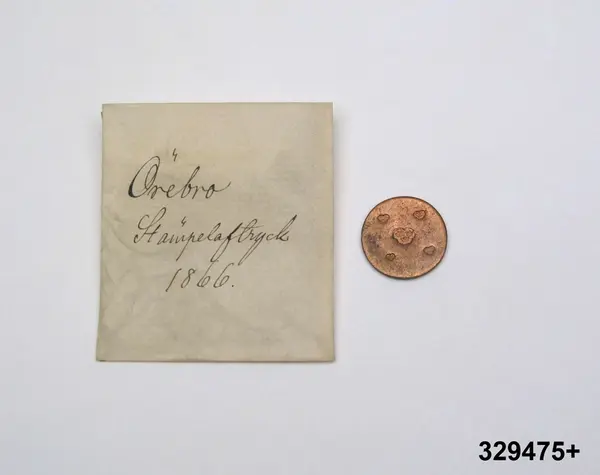 Örebro
Stämpelaftryck
1866.
329475+